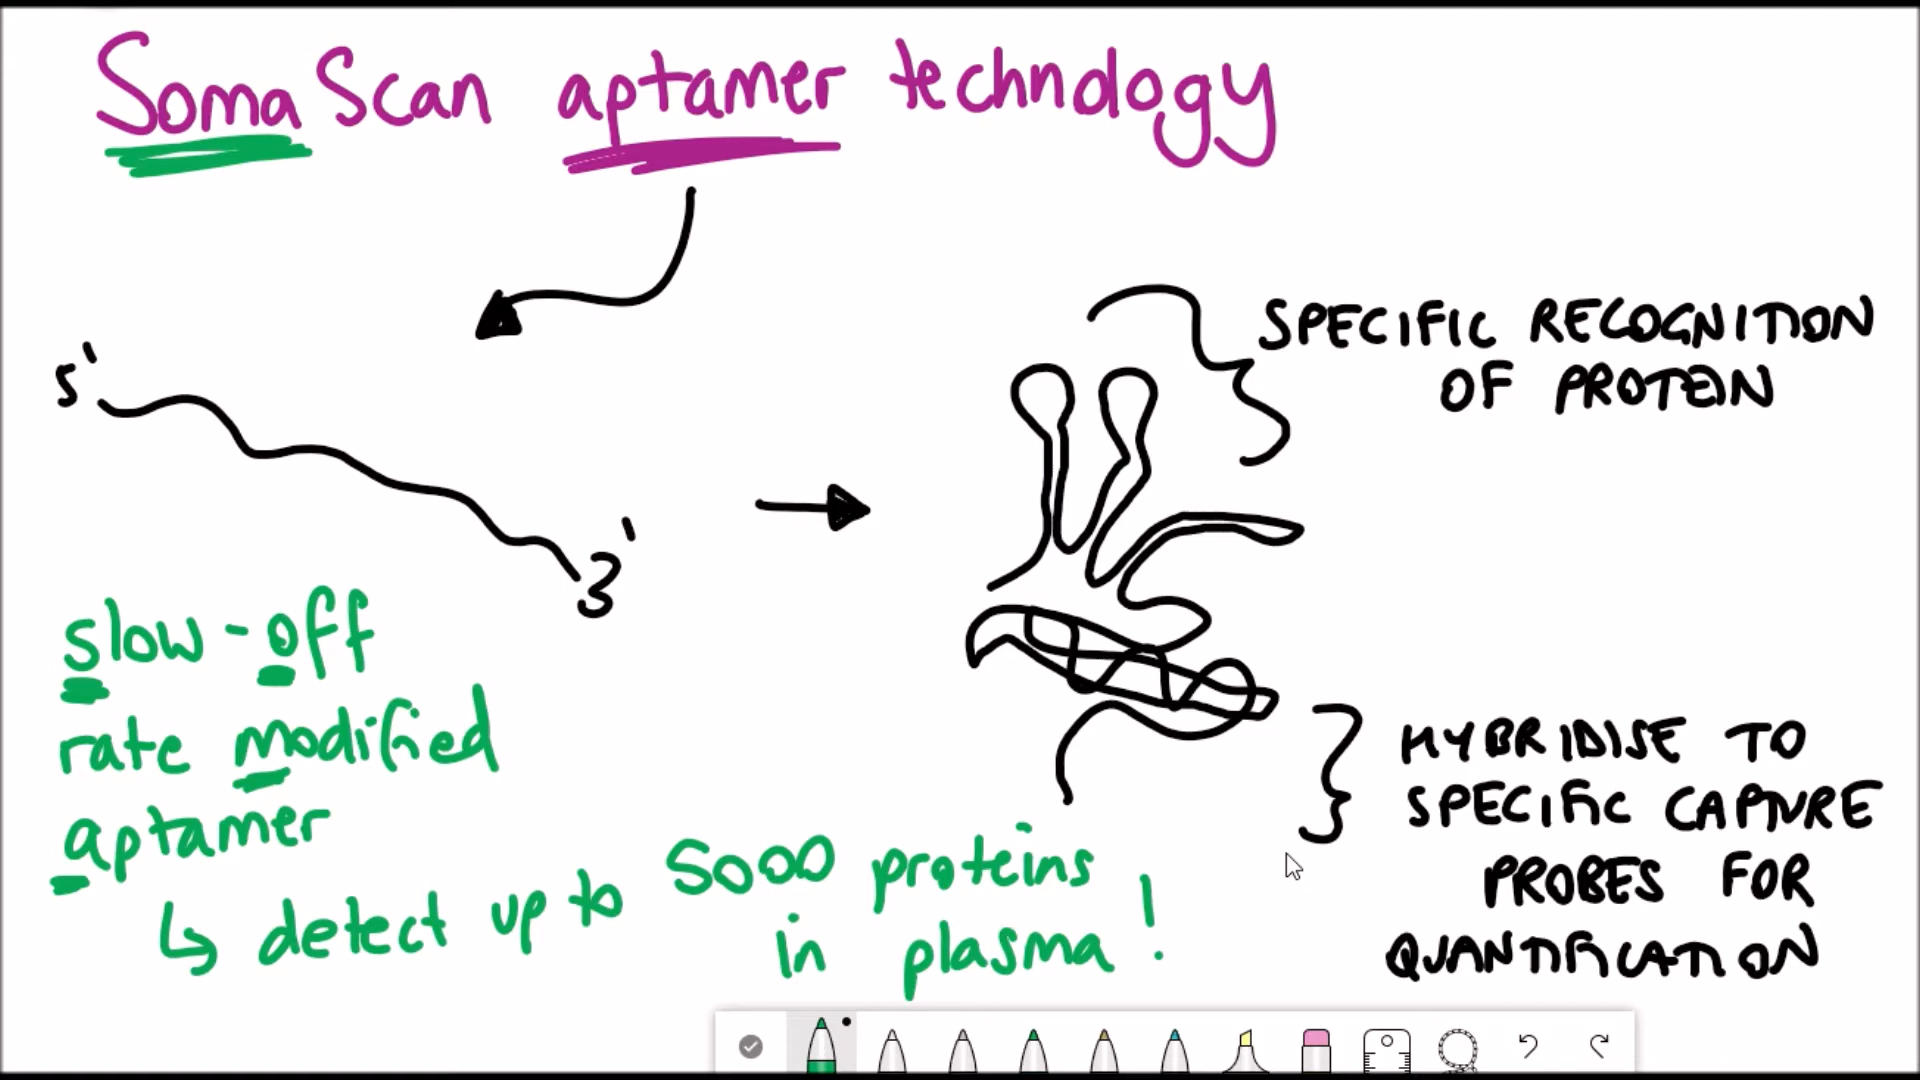 SomaScan aptamer technology
5'
3'
slow-off
rate modified
aptamer
↳ detect up to 5000 proteins
in plasma!
SPECIFIC RECOGNITION
OF PROTEIN
HYBRIDISE TO
SPECIFIC CAPTURE
PROBES FOR
QUANTIFICATION